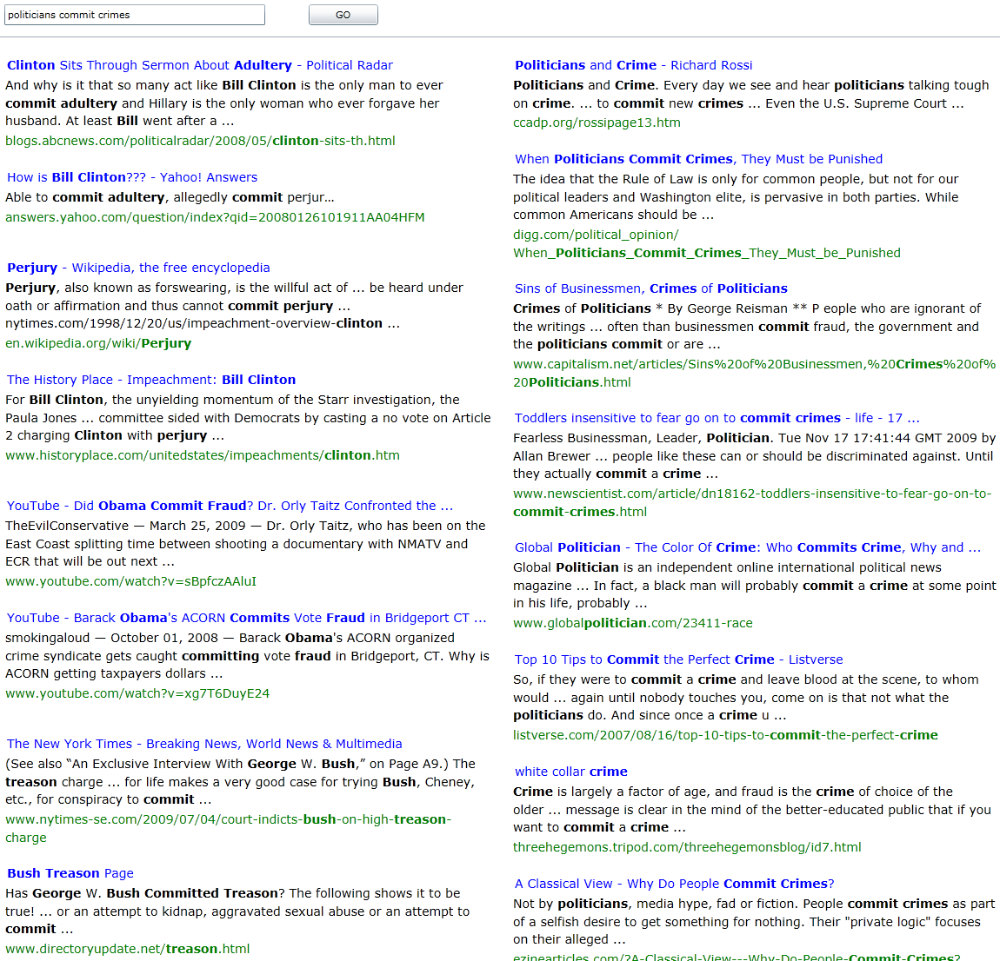 politicians commit crimes
GO
Clinton Sits Through Sermon About Adultery - Political Radar
And why is it that so many act like Bill Clinton is the only man to ever
commit adultery and Hillary is the only woman who ever forgave her
husband. At least Bill went after a ...
blogs.abcnews.com/politicalradar/2008/05/clinton-sits-th.html
How is Bill Clinton??? - Yahoo! Answers
Able to commit adultery, allegedly commit perjur...
answers.yahoo.com/question/index?qid=20080126101911AA04HFM
Perjury - Wikipedia, the free encyclopedia
Perjury, also known as forswearing, is the willful act of ... be heard under
oath or affirmation and thus cannot commit perjury ...
nytimes.com/1998/12/20/us/impeachment-overview-clinton ...
en.wikipedia.org/wiki/Perjury
The History Place - Impeachment: Bill Clinton
For Bill Clinton, the unyielding momentum of the Starr investigation, the
Paula Jones ... committee sided with Democrats by casting a no vote on Article
2 charging Clinton with perjury ...
www.historyplace.com/unitedstates/impeachments/clinton.htm
YouTube - Did Obama Commit Fraud? Dr. Orly Taitz Confronted the ...
TheEvilConservative — March 25, 2009 — Dr. Orly Taitz, who has been on the
East Coast splitting time between shooting a documentary with NMATV and
ECR that will be out next ...
www.youtube.com/watch?v=sBpfczAAluI
YouTube - Barack Obama's ACORN Commits Vote Fraud in Bridgeport CT ...
smokingaloud — October 01, 2008 — Barack Obama's ACORN organized
crime syndicate gets caught committing vote fraud in Bridgeport, CT. Why is
ACORN getting taxpayers dollars ...
www.youtube.com/watch?v=xg7T6DuyE24
The New York Times - Breaking News, World News & Multimedia
(See also “An Exclusive Interview With George W. Bush,” on Page A9.) The
treason charge ... for life makes a very good case for trying Bush, Cheney,
etc., for conspiracy to commit ...
www.nytimes-se.com/2009/07/04/court-indicts-bush-on-high-treason-
charge
Bush Treason Page
Has George W. Bush Committed Treason? The following shows it to be
true! ... or an attempt to kidnap, aggravated sexual abuse or an attempt to
commit ...
www.directoryupdate.net/treason.html
Politicians and Crime - Richard Rossi
Politicians and Crime. Every day we see and hear politicians talking tough
on crime. ... to commit new crimes ... Even the U.S. Supreme Court ...
ccadp.org/rossipage13.htm
When Politicians Commit Crimes, They Must be Punished
The idea that the Rule of Law is only for common people, but not for our
political leaders and Washington elite, is pervasive in both parties. While
common Americans should be ...
digg.com/political_opinion/
When_Politicians_Commit_Crimes_They_Must_be_Punished
Sins of Businessmen, Crimes of Politicians
Crimes of Politicians * By George Reisman ** P eople who are ignorant of
the writings ... often than businessmen commit fraud, the government and
the politicians commit or are ...
www.capitalism.net/articles/Sins%20of%20Businessmen,%20Crimes%20of%
20Politicians.html
Toddlers insensitive to fear go on to commit crimes - life - 17 ...
Fearless Businessman, Leader, Politician. Tue Nov 17 17:41:44 GMT 2009 by
Allan Brewer ... people like these can or should be discriminated against. Until
they actually commit a crime ...
www.newscientist.com/article/dn18162-toddlers-insensitive-to-fear-go-on-to-
commit-crimes.html
Global Politician - The Color Of Crime: Who Commits Crime, Why and ...
Global Politician is an independent online international political news
magazine ... In fact, a black man will probably commit a crime at some point
in his life, probably ...
www.globalpolitician.com/23411-race
Top 10 Tips to Commit the Perfect Crime - Listverse
So, if they were to commit a crime and leave blood at the scene, to whom
would ... again until nobody touches you, come on is that not what the
politicians do. And since once a crime u ...
listverse.com/2007/08/16/top-10-tips-to-commit-the-perfect-crime
white collar crime
Crime is largely a factor of age, and fraud is the crime of choice of the
older ... message is clear in the mind of the better-educated public that if you
want to commit a crime ...
threehegemons.tripod.com/threehegemonsblog/id7.html
A Classical View - Why Do People Commit Crimes?
Not by politicians, media hype, fad or fiction. People commit crimes as part
of a selfish desire to get something for nothing. Their "private logic" focuses
on their alleged ...
ezinearticles.com/?A-Classical-View---Why-Do-People-Commit-Crimes?